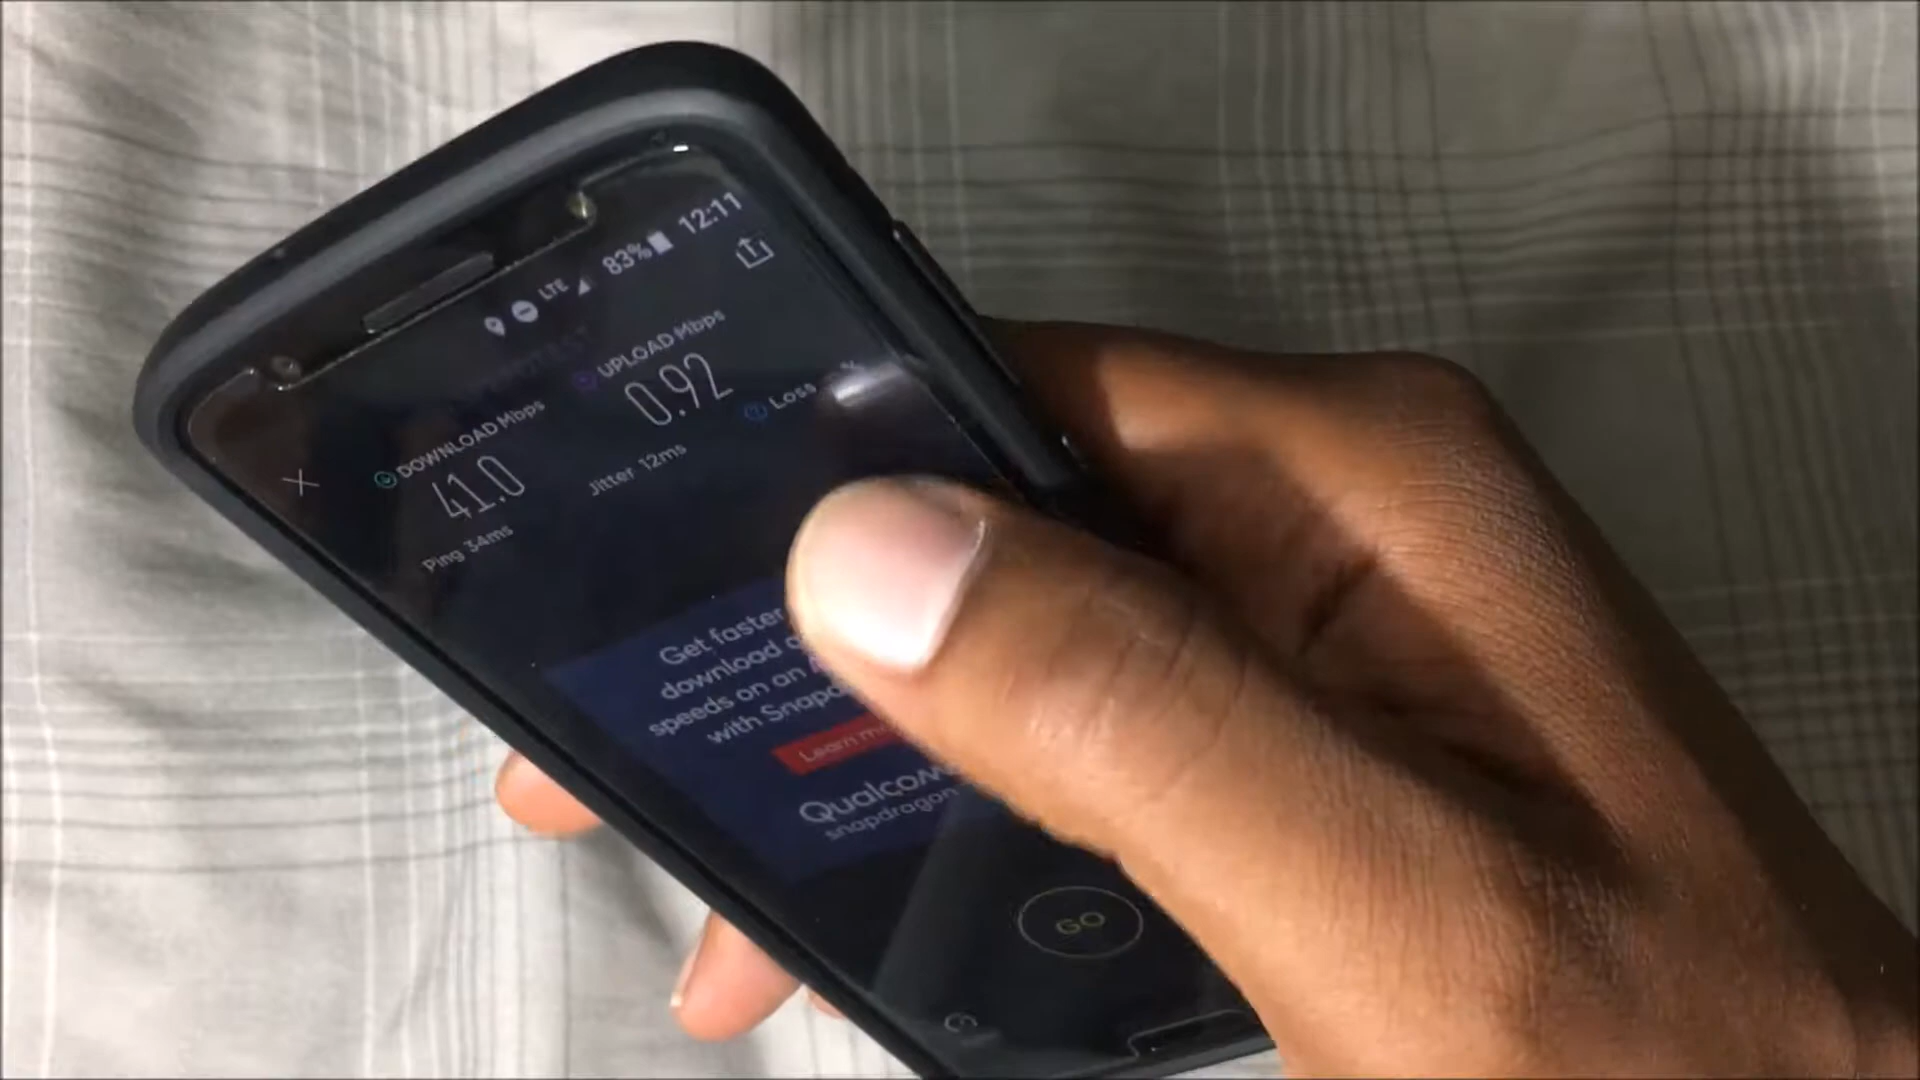 LTE 83% 12:11
DOWNLOAD Mbps
41.0
UPLOAD Mbps
0.92
Ping 34ms
Jitter 12ms
Loss
Get faster
download
speeds on an
with
Learn
Qualcomm
snapdragon
GO